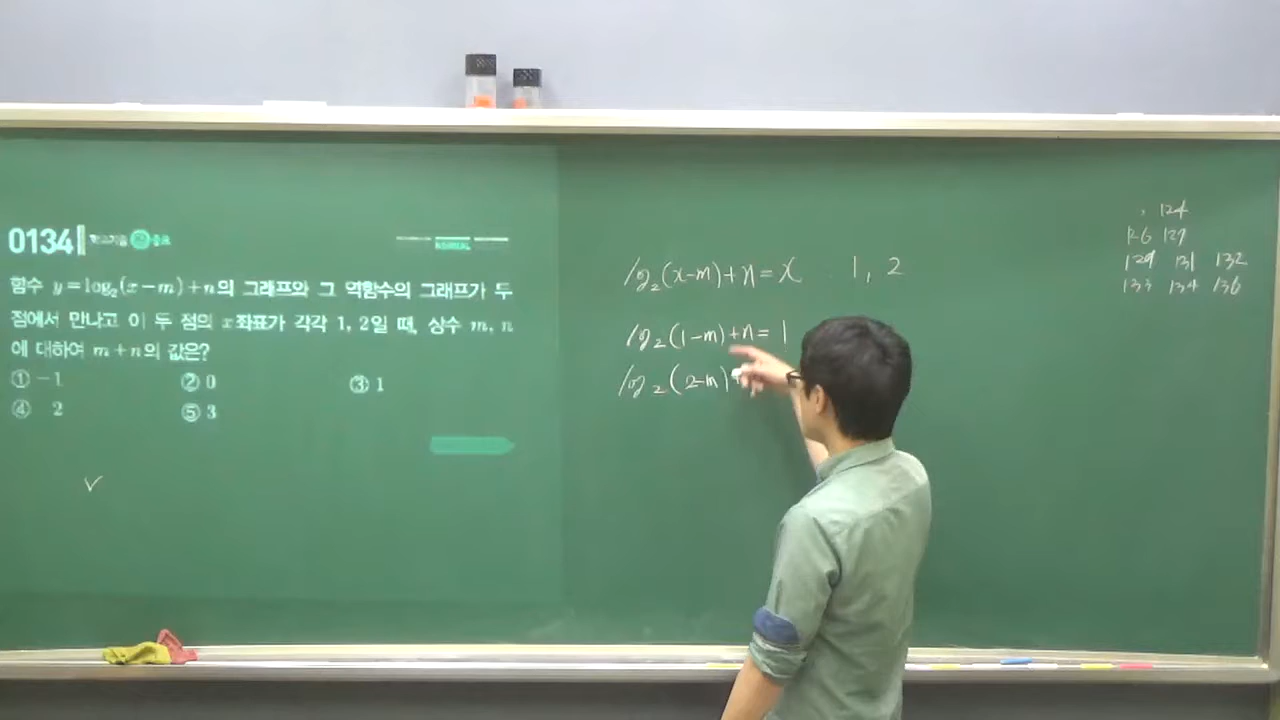 0134
중요
함수 y=log₂(x−m)+n의 그래프와 그 역함수의 그래프가 두
점에서 만나고 이 두 점의 x좌표가 각각 1, 2일 때, 상수 m, n
에 대하여 m+n의 값은?
① −1 ② 0 ③ 1
④ 2 ⑤ 3
log₂(x−m)+n=x 1, 2
log₂(1−m)+n=1
log₂(2−m)
124
126 127
129 131 132
133 134 136